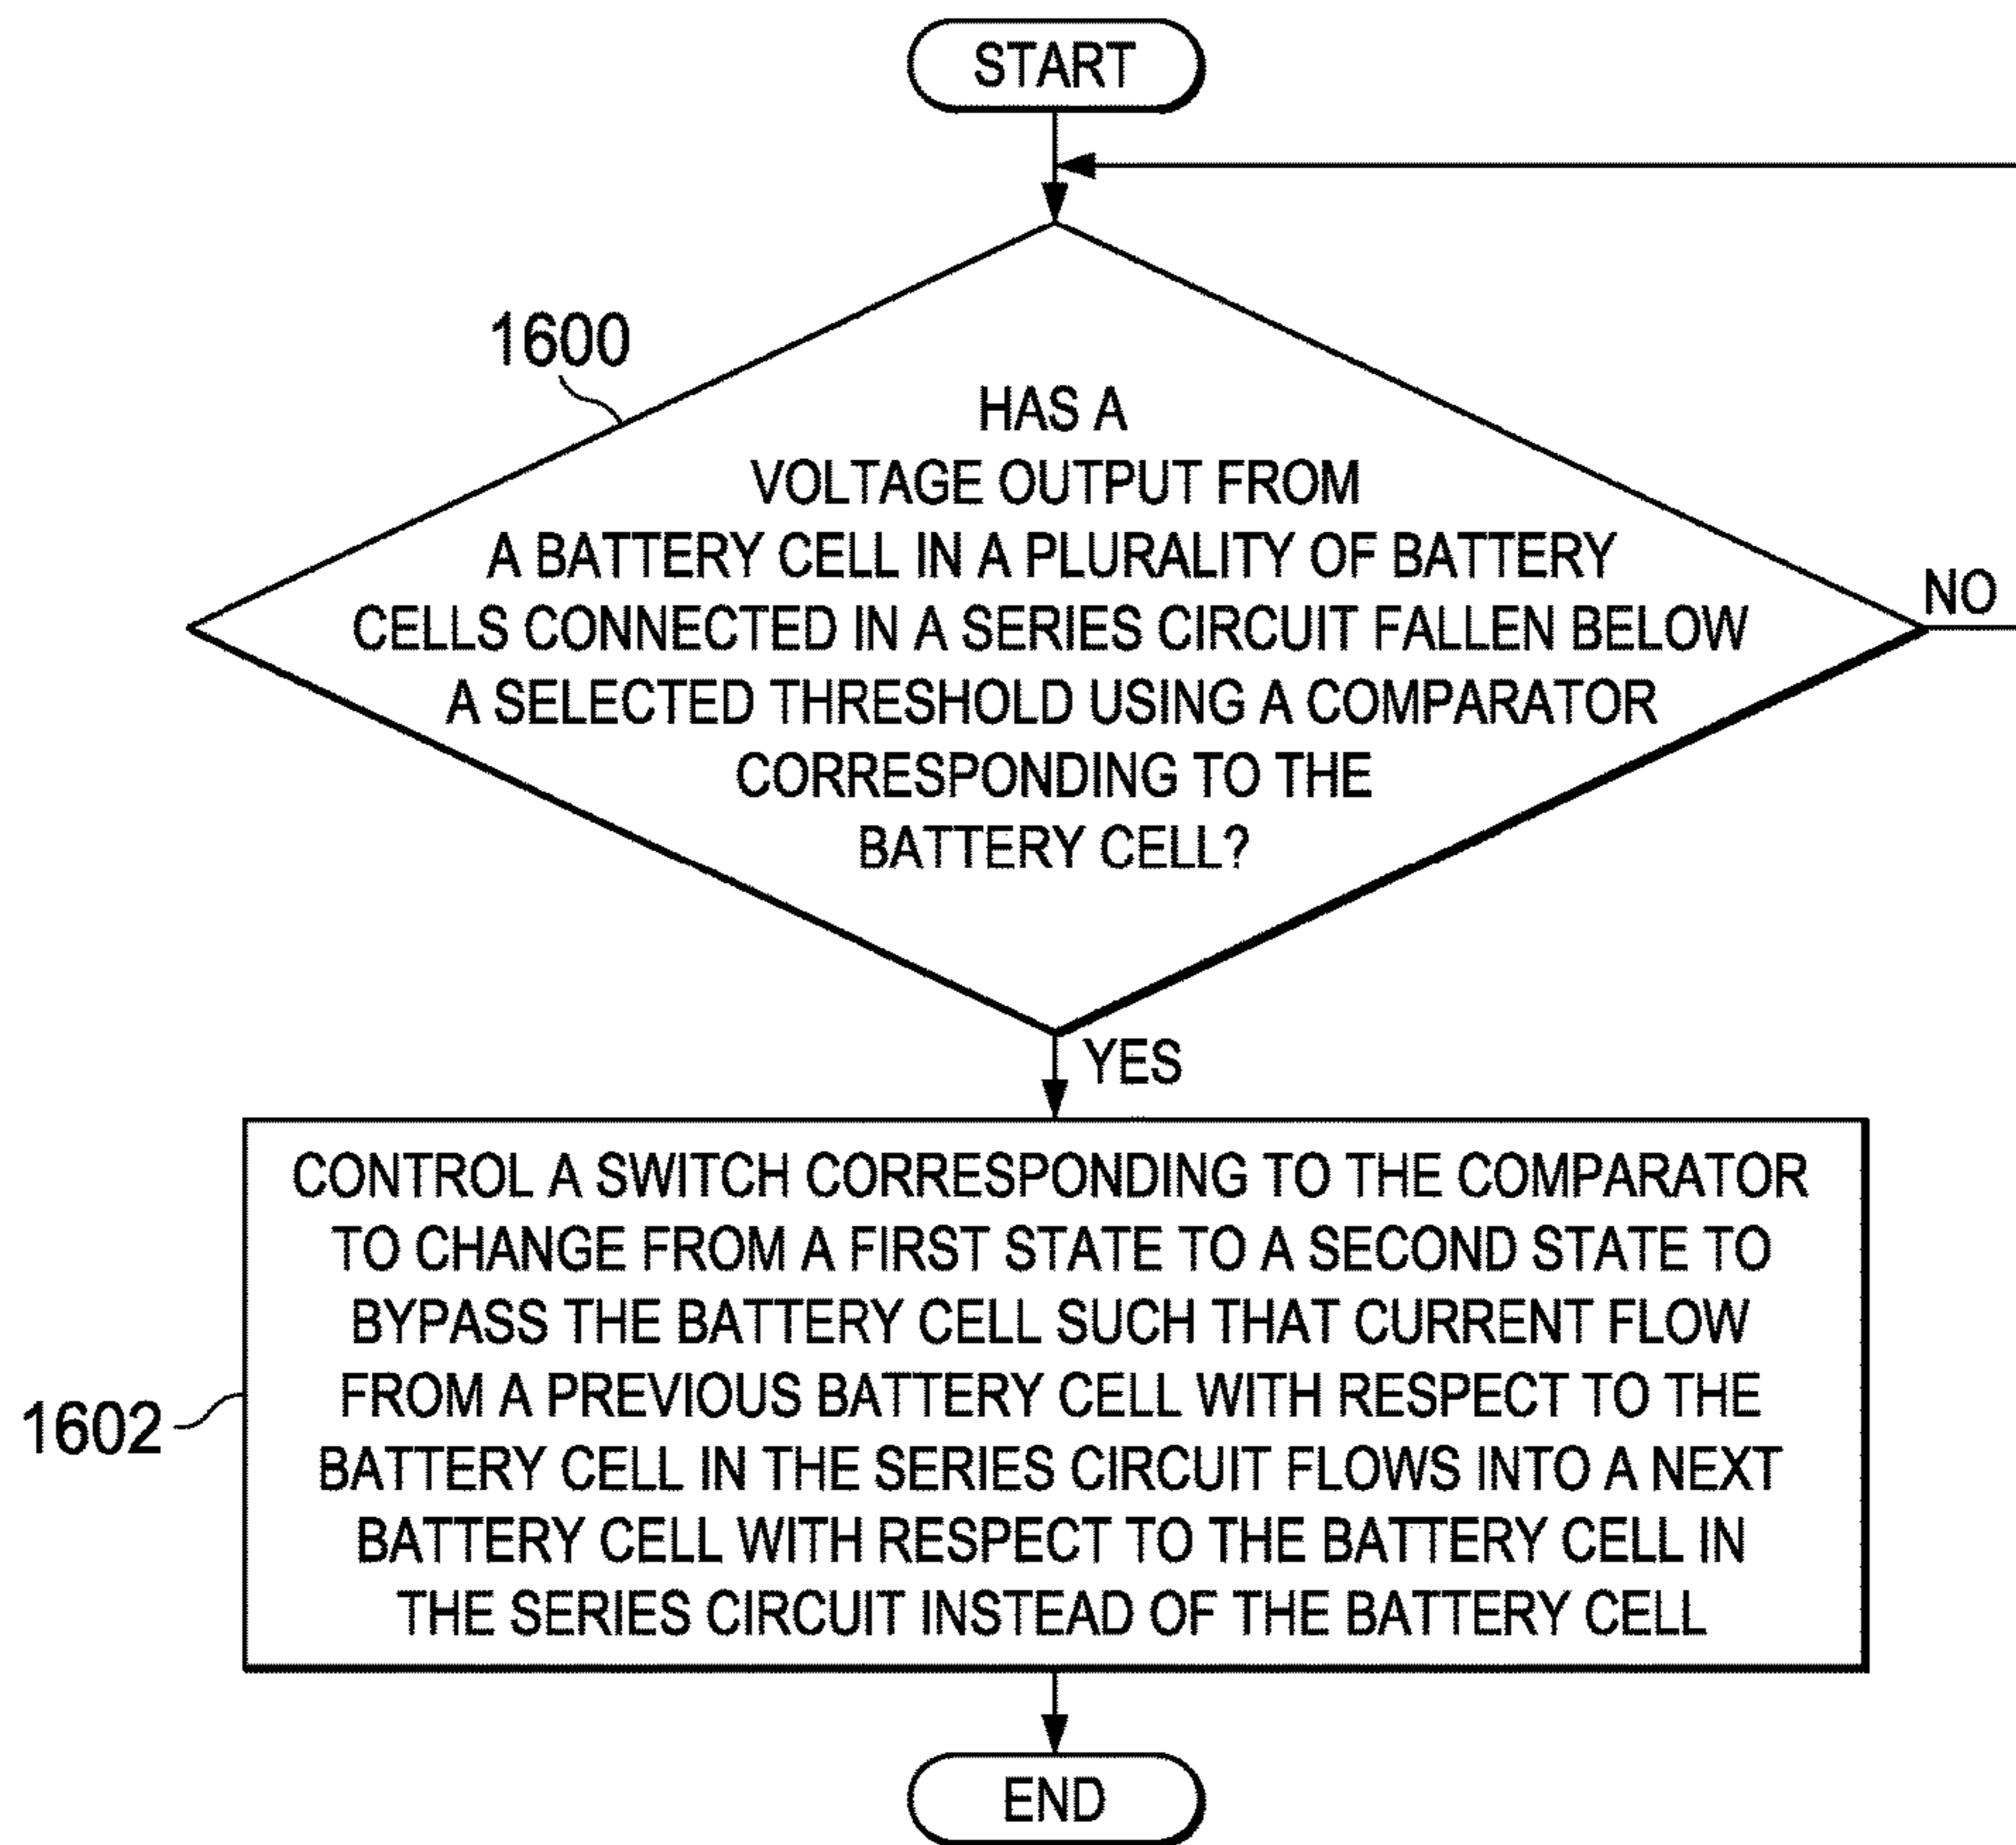 START
1600
HAS A
VOLTAGE OUTPUT FROM
A BATTERY CELL IN A PLURALITY OF BATTERY
CELLS CONNECTED IN A SERIES CIRCUIT FALLEN BELOW
A SELECTED THRESHOLD USING A COMPARATOR
CORRESPONDING TO THE
BATTERY CELL?
NO
YES
CONTROL A SWITCH CORRESPONDING TO THE COMPARATOR
TO CHANGE FROM A FIRST STATE TO A SECOND STATE TO
BYPASS THE BATTERY CELL SUCH THAT CURRENT FLOW
FROM A PREVIOUS BATTERY CELL WITH RESPECT TO THE
BATTERY CELL IN THE SERIES CIRCUIT FLOWS INTO A NEXT
BATTERY CELL WITH RESPECT TO THE BATTERY CELL IN
THE SERIES CIRCUIT INSTEAD OF THE BATTERY CELL
1602
END